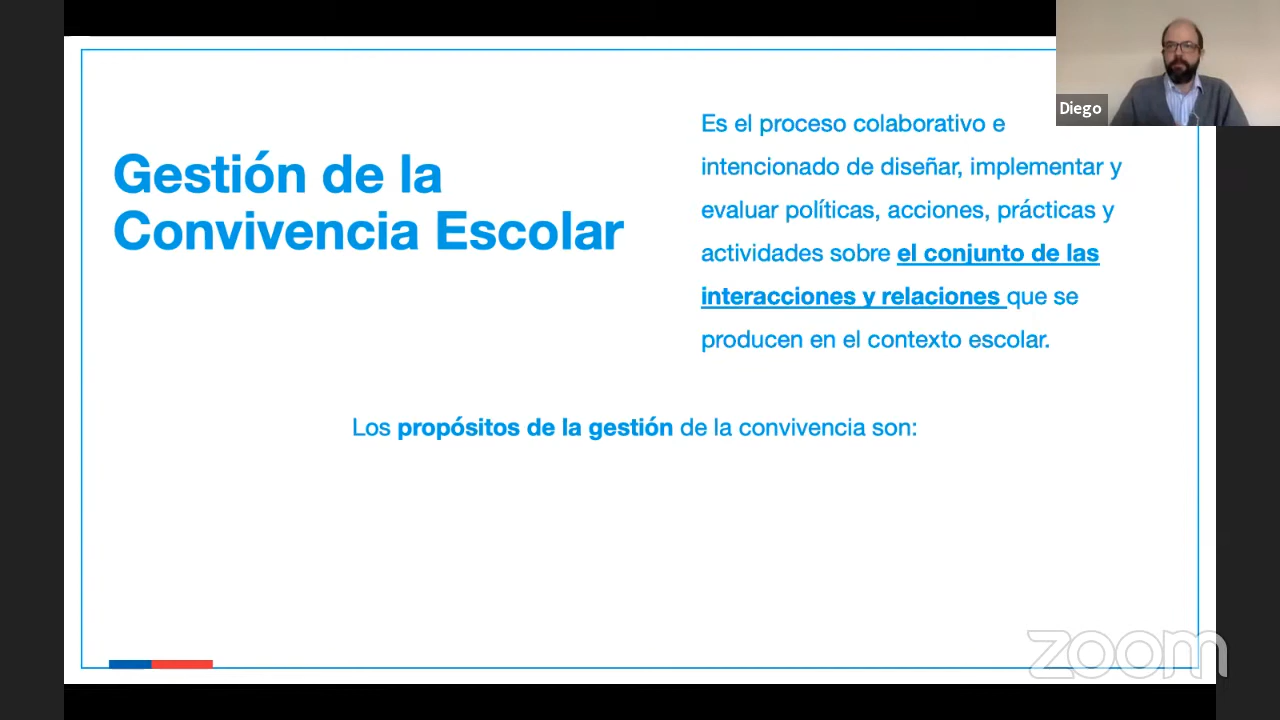 Diego
Gestión de la
Convivencia Escolar
Es el proceso colaborativo e
intencionado de diseñar, implementar y
evaluar políticas, acciones, prácticas y
actividades sobre el conjunto de las
interacciones y relaciones que se
producen en el contexto escolar.
Los propósitos de la gestión de la convivencia son:
zoom